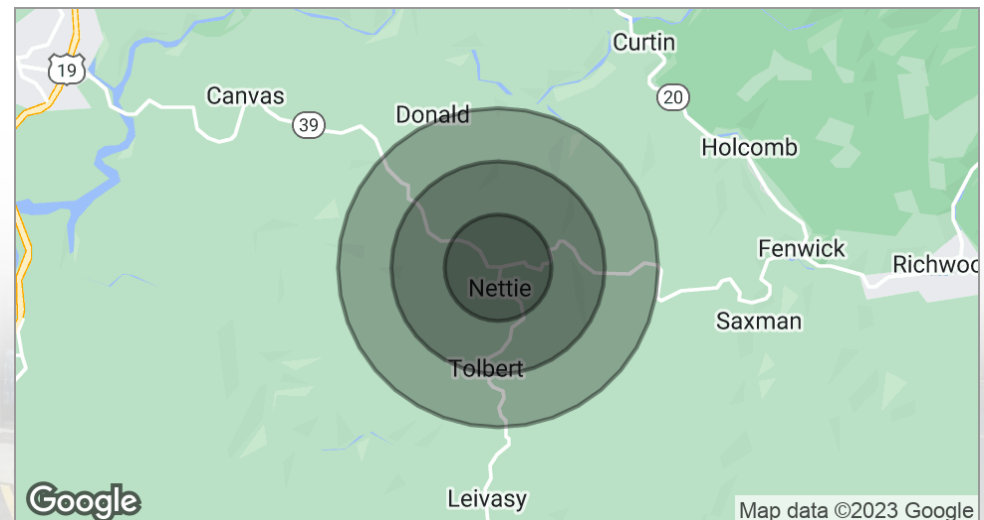 Curtin
19
Canvas
20
Donald
39
Holcomb
Fenwick
Richwoo
Nettie
Saxman
Tolbert
Leivasy
Google
Map data ©2023 Google